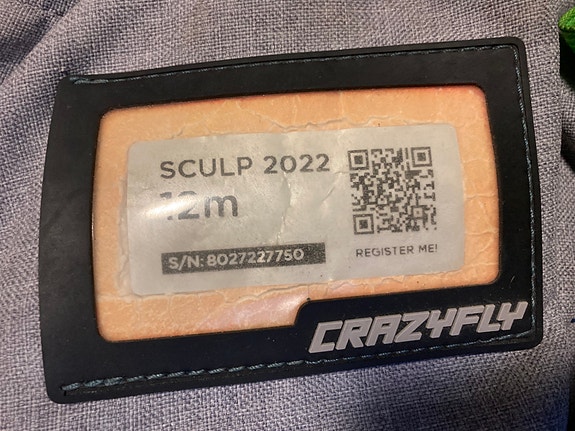 SCULP 2022
12m
S/N: 8027227750
REGISTER ME!
CRAZYFLY